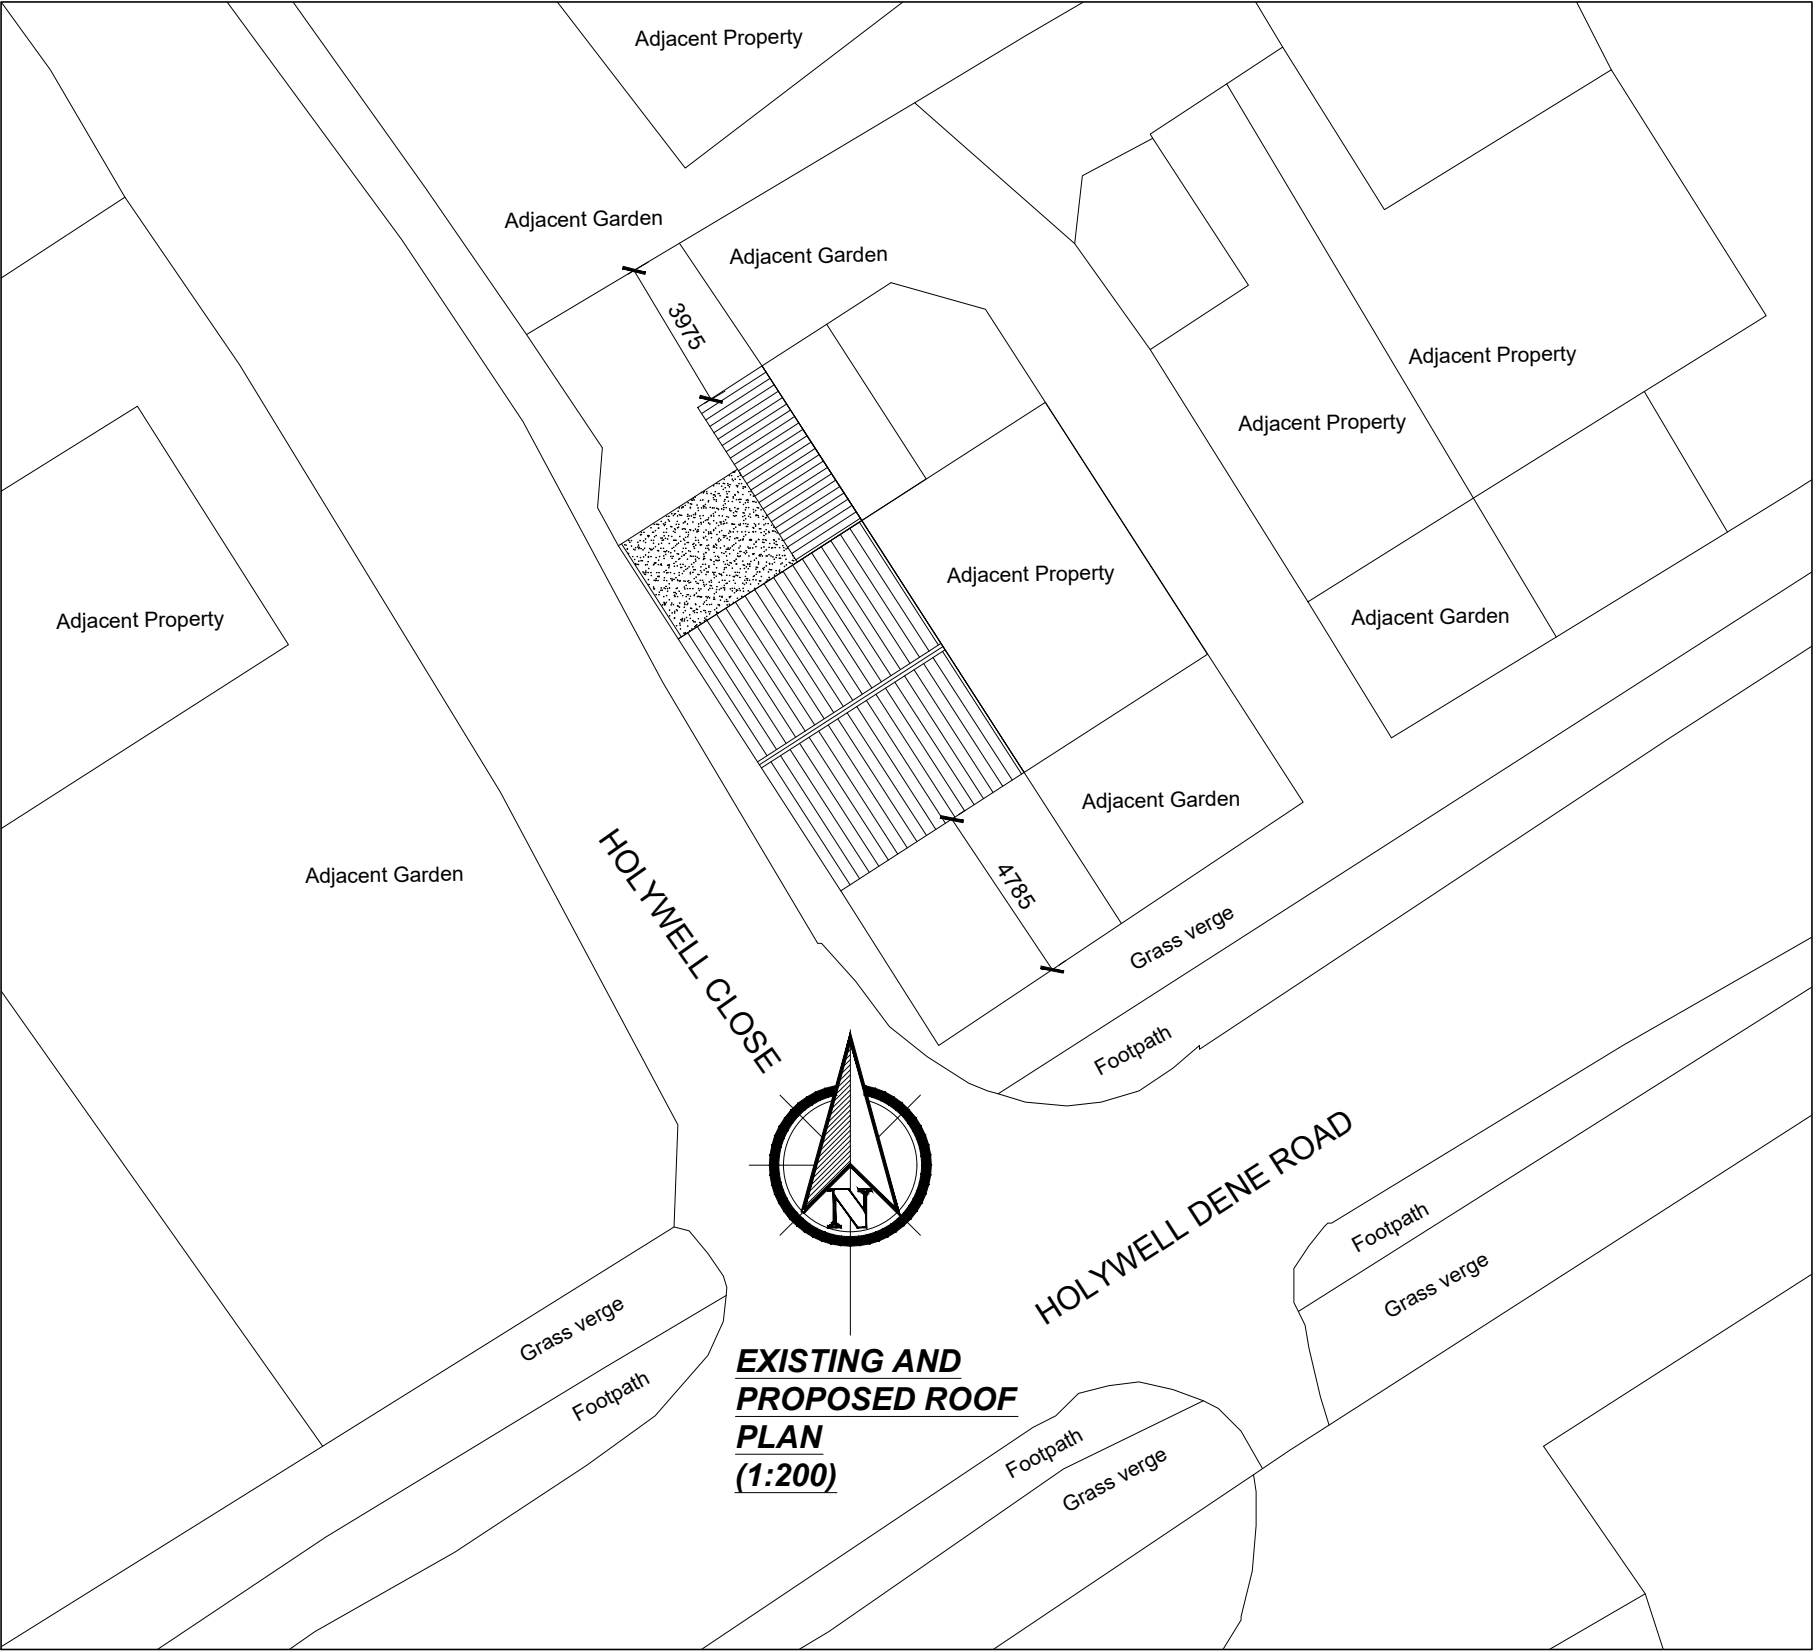 Adjacent Property
Adjacent Garden
Adjacent Garden
3975
Adjacent Property
Adjacent Property
Adjacent Property
Adjacent Garden
Adjacent Property
Adjacent Garden
Adjacent Garden
4785
HOLYWELL CLOSE
Grass verge
Footpath
N
HOLYWELL DENE ROAD
Footpath
Grass verge
Grass verge
Footpath
EXISTING AND
PROPOSED ROOF
PLAN
(1:200)
Footpath
Grass verge